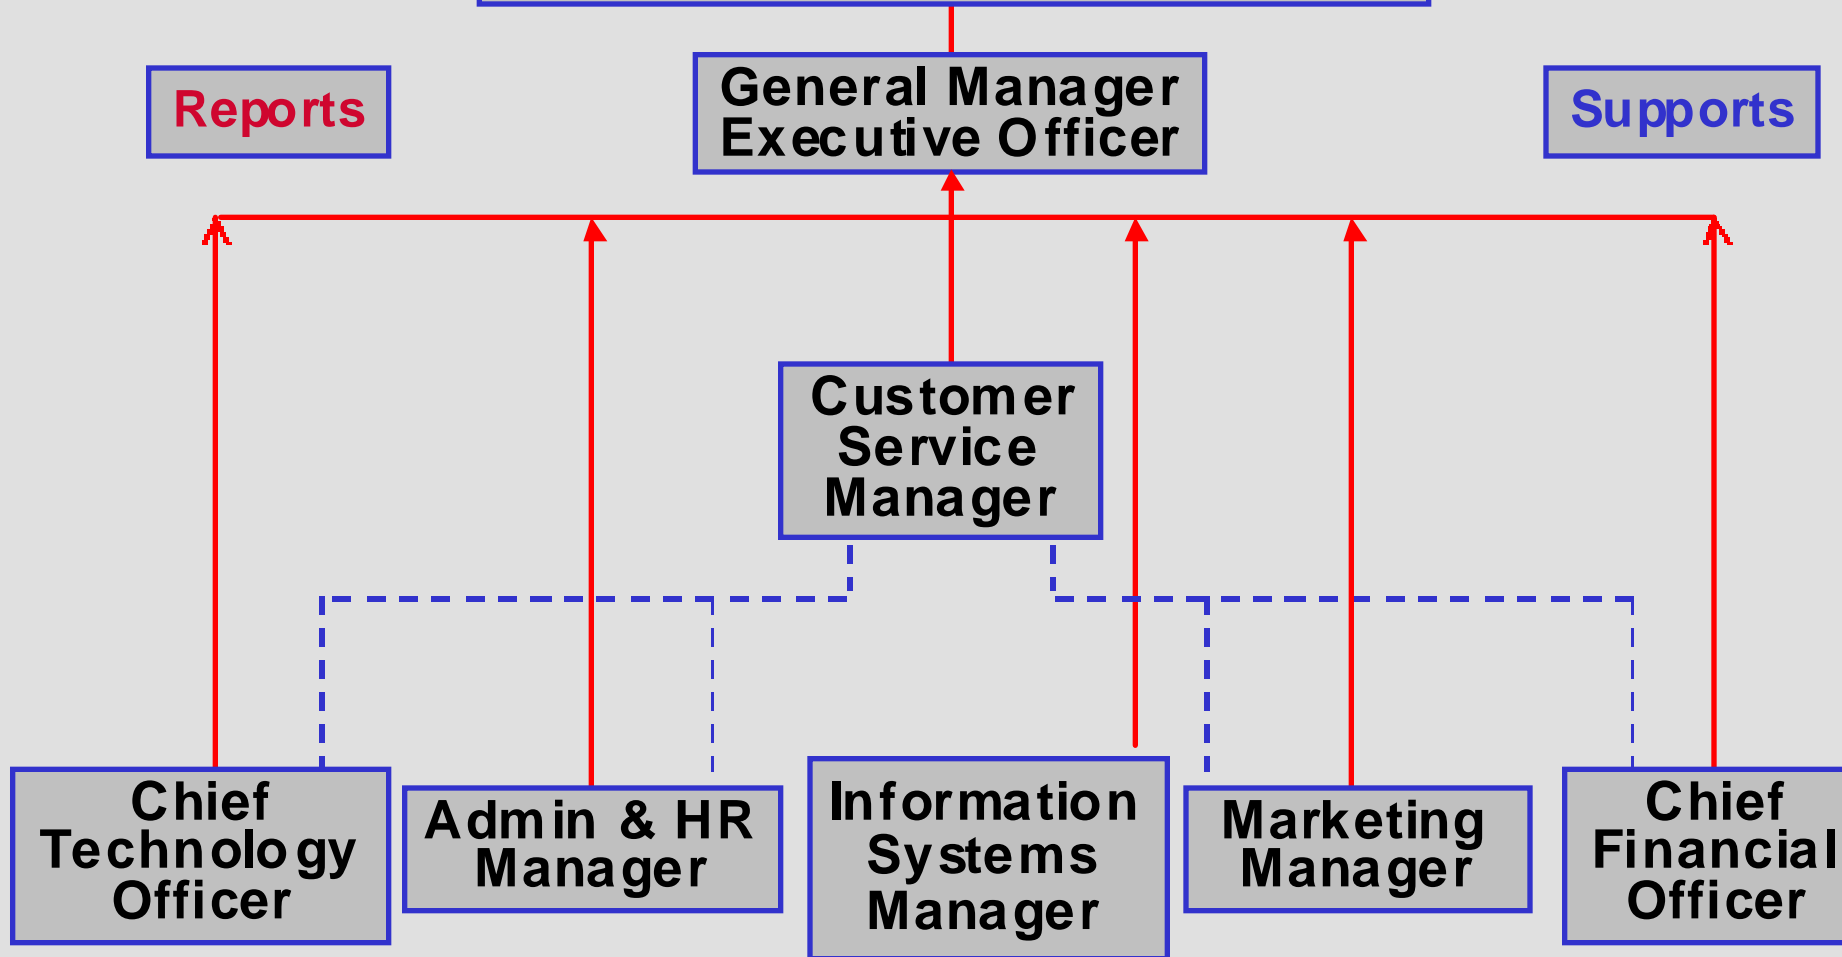 Reports
General Manager
Executive Officer
Supports
Customer
Service
Manager
Chief
Technology
Officer
Admin & HR
Manager
Information
Systems
Manager
Marketing
Manager
Chief
Financial
Officer